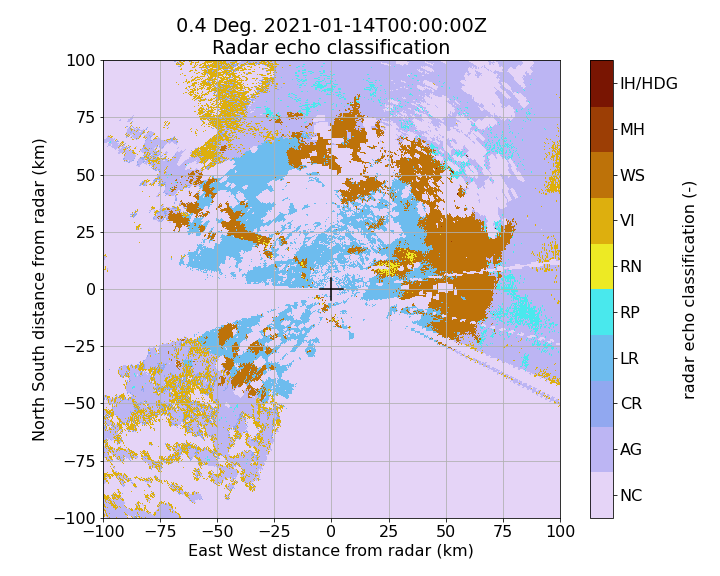 0.4 Deg. 2021-01-14T00:00:00Z
Radar echo classification
100
75
50
25
0
−25
−50
−75
−100
North South distance from radar (km)
−100
−75
−50
−25
0
25
50
75
100
East West distance from radar (km)
IH/HDG
MH
WS
VI
RN
RP
LR
CR
AG
NC
radar echo classification (-)